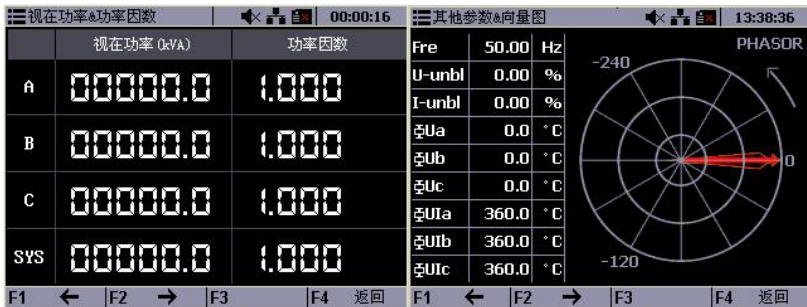 视在功率&功率因数 00:00:16
视在功率(kVA) 功率因数
A 00000.0 1.000
B 00000.0 1.000
C 00000.0 1.000
SYS 00000.0 1.000
F1 ← F2 → F3 F4 返回
其他参数&向量图 13:38:36
Fre 50.00 Hz
U-unbl 0.00 %
I-unbl 0.00 %
Ua 0.0 °C
Ub 0.0 °C
Uc 0.0 °C
UIa 360.0 °C
UIb 360.0 °C
UIc 360.0 °C
PHASOR
-240
0
-120
F1 ← F2 → F3 F4 返回